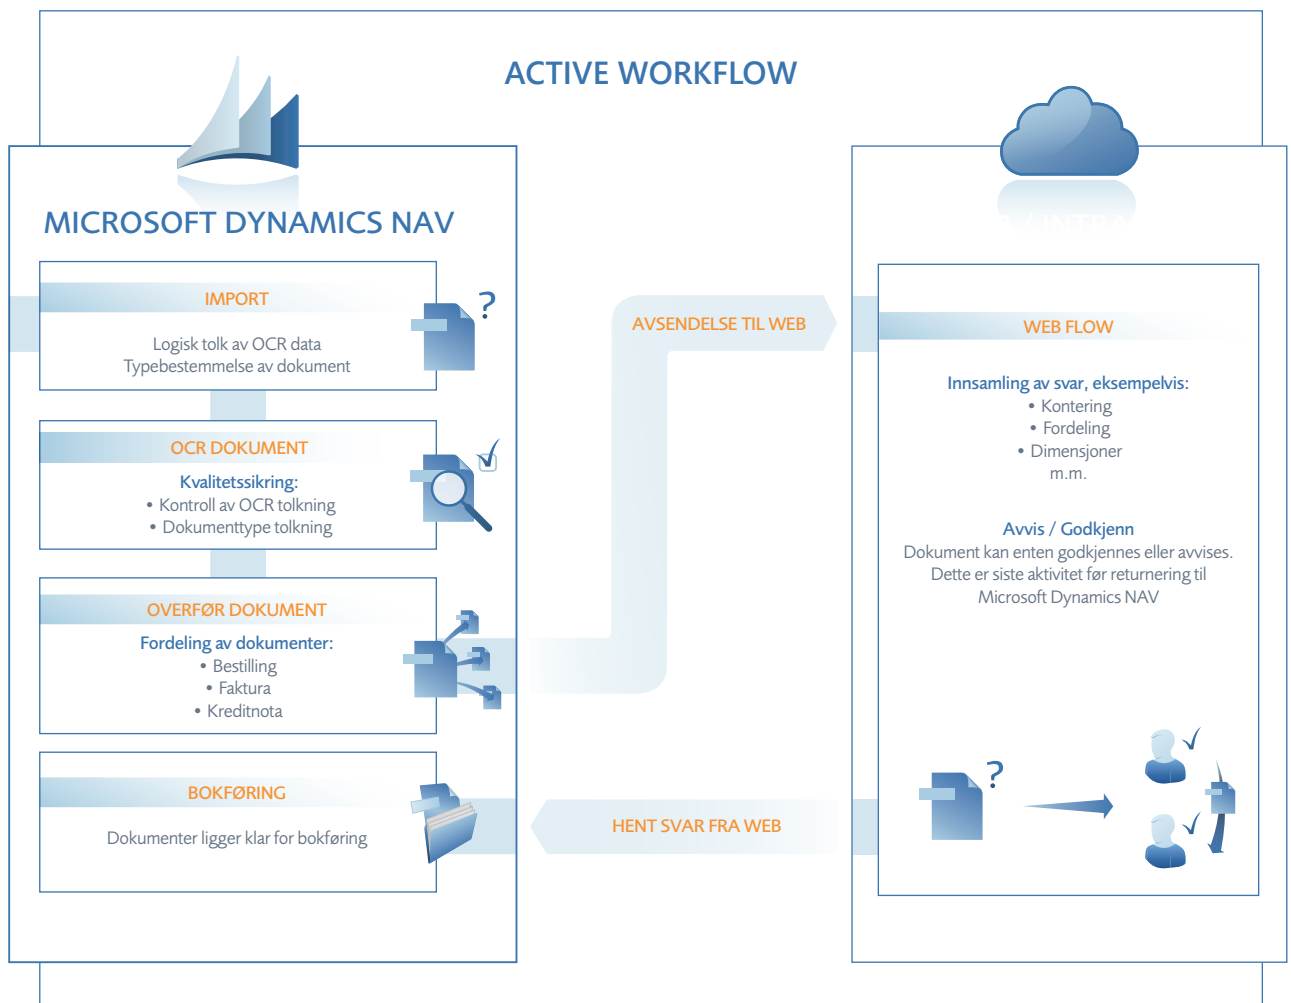 ACTIVE WORKFLOW
MICROSOFT DYNAMICS NAV
IMPORT
?
Logisk tolk av OCR data
Typebestemmelse av dokument
OCR DOKUMENT
Kvalitetssikring:
• Kontroll av OCR tolkning
• Dokumenttype tolkning
OVERFØR DOKUMENT
Fordeling av dokumenter:
• Bestilling
• Faktura
• Kreditnota
BOKFØRING
Dokumenter ligger klar for bokføring
AVSENDELSE TIL WEB
HENT SVAR FRA WEB
WEB FLOW
Innsamling av svar, eksempelvis:
• Kontering
• Fordeling
• Dimensjoner
m.m.
Avvis / Godkjenn
Dokument kan enten godkjennes eller avvises.
Dette er siste aktivitet før returnering til
Microsoft Dynamics NAV
?